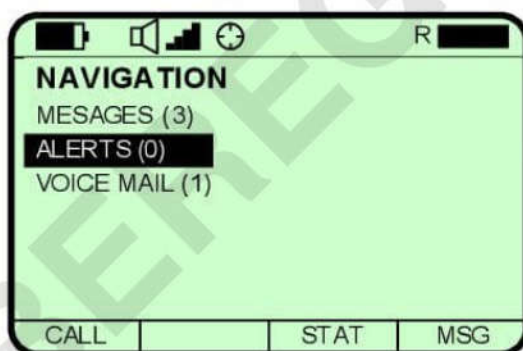 R
NAVIGATION
MESAGES (3)
ALERTS (0)
VOICE MAIL (1)
CALL STAT MSG